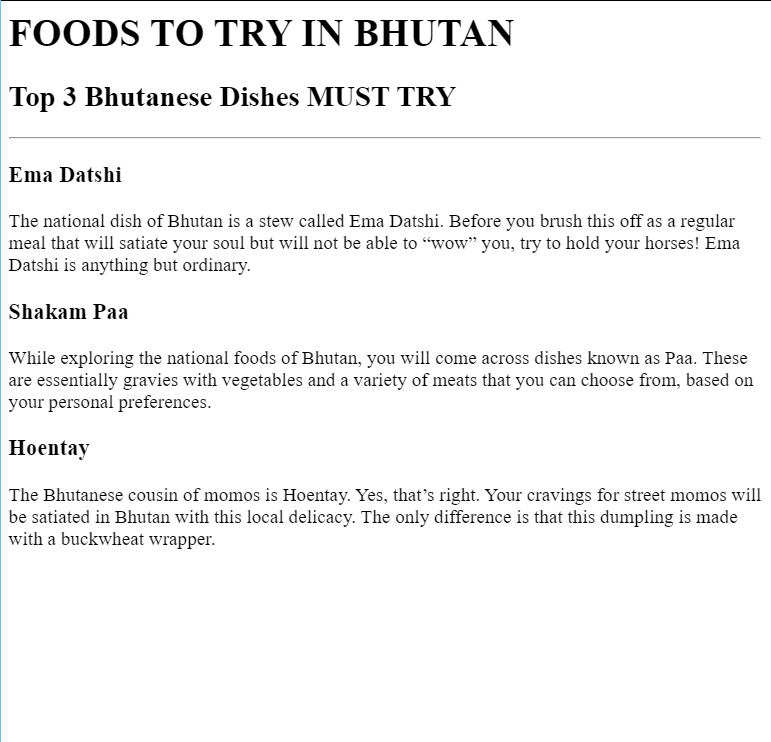 FOODS TO TRY IN BHUTAN
Top 3 Bhutanese Dishes MUST TRY
Ema Datshi
The national dish of Bhutan is a stew called Ema Datshi. Before you brush this off as a regular
meal that will satiate your soul but will not be able to “wow” you, try to hold your horses! Ema
Datshi is anything but ordinary.
Shakam Paa
While exploring the national foods of Bhutan, you will come across dishes known as Paa. These
are essentially gravies with vegetables and a variety of meats that you can choose from, based on
your personal preferences.
Hoentay
The Bhutanese cousin of momos is Hoentay. Yes, that’s right. Your cravings for street momos will
be satiated in Bhutan with this local delicacy. The only difference is that this dumpling is made
with a buckwheat wrapper.